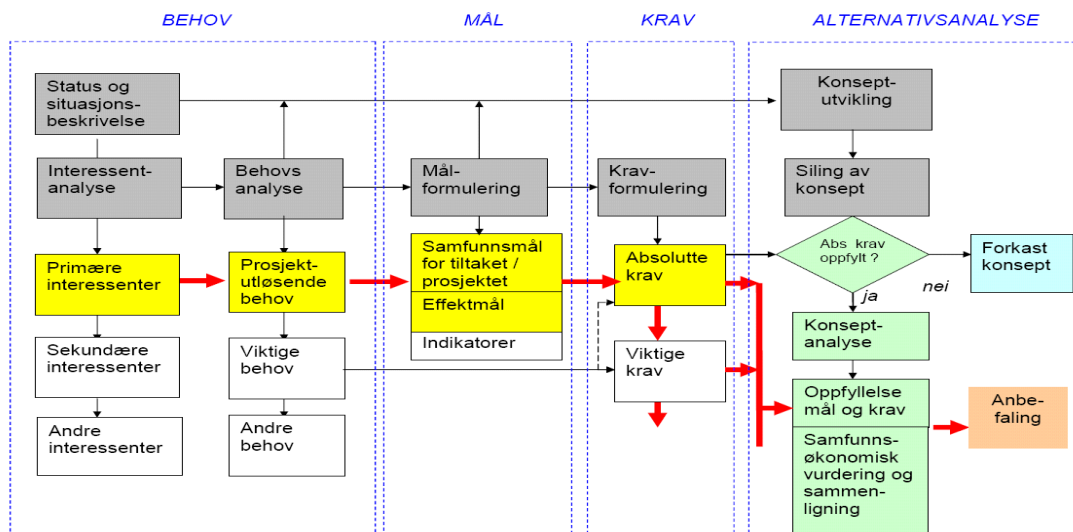 BEHOV
MÅL
KRAV
ALTERNATIVSANALYSE
Status og
situasjons-
beskrivelse
Interessent-
analyse
Primære
interessenter
Sekundære
interessenter
Andre
interessenter
Behovs
analyse
Prosjekt-
utløsende
behov
Viktige
behov
Andre
behov
Mål-
formulering
Samfunnsmål
for tiltaket /
prosjektet
Effektmål
Indikatorer
Krav-
formulering
Absolutte
krav
Viktige
krav
Konsept-
utvikling
Siling av
konsept
Abs krav
oppfylt ?
nei
Forkast
konsept
ja
Konsept-
analyse
Oppfyllelse
mål og krav
Samfunns-
økonomisk
vurdering og
sammen-
ligning
Anbe-
faling